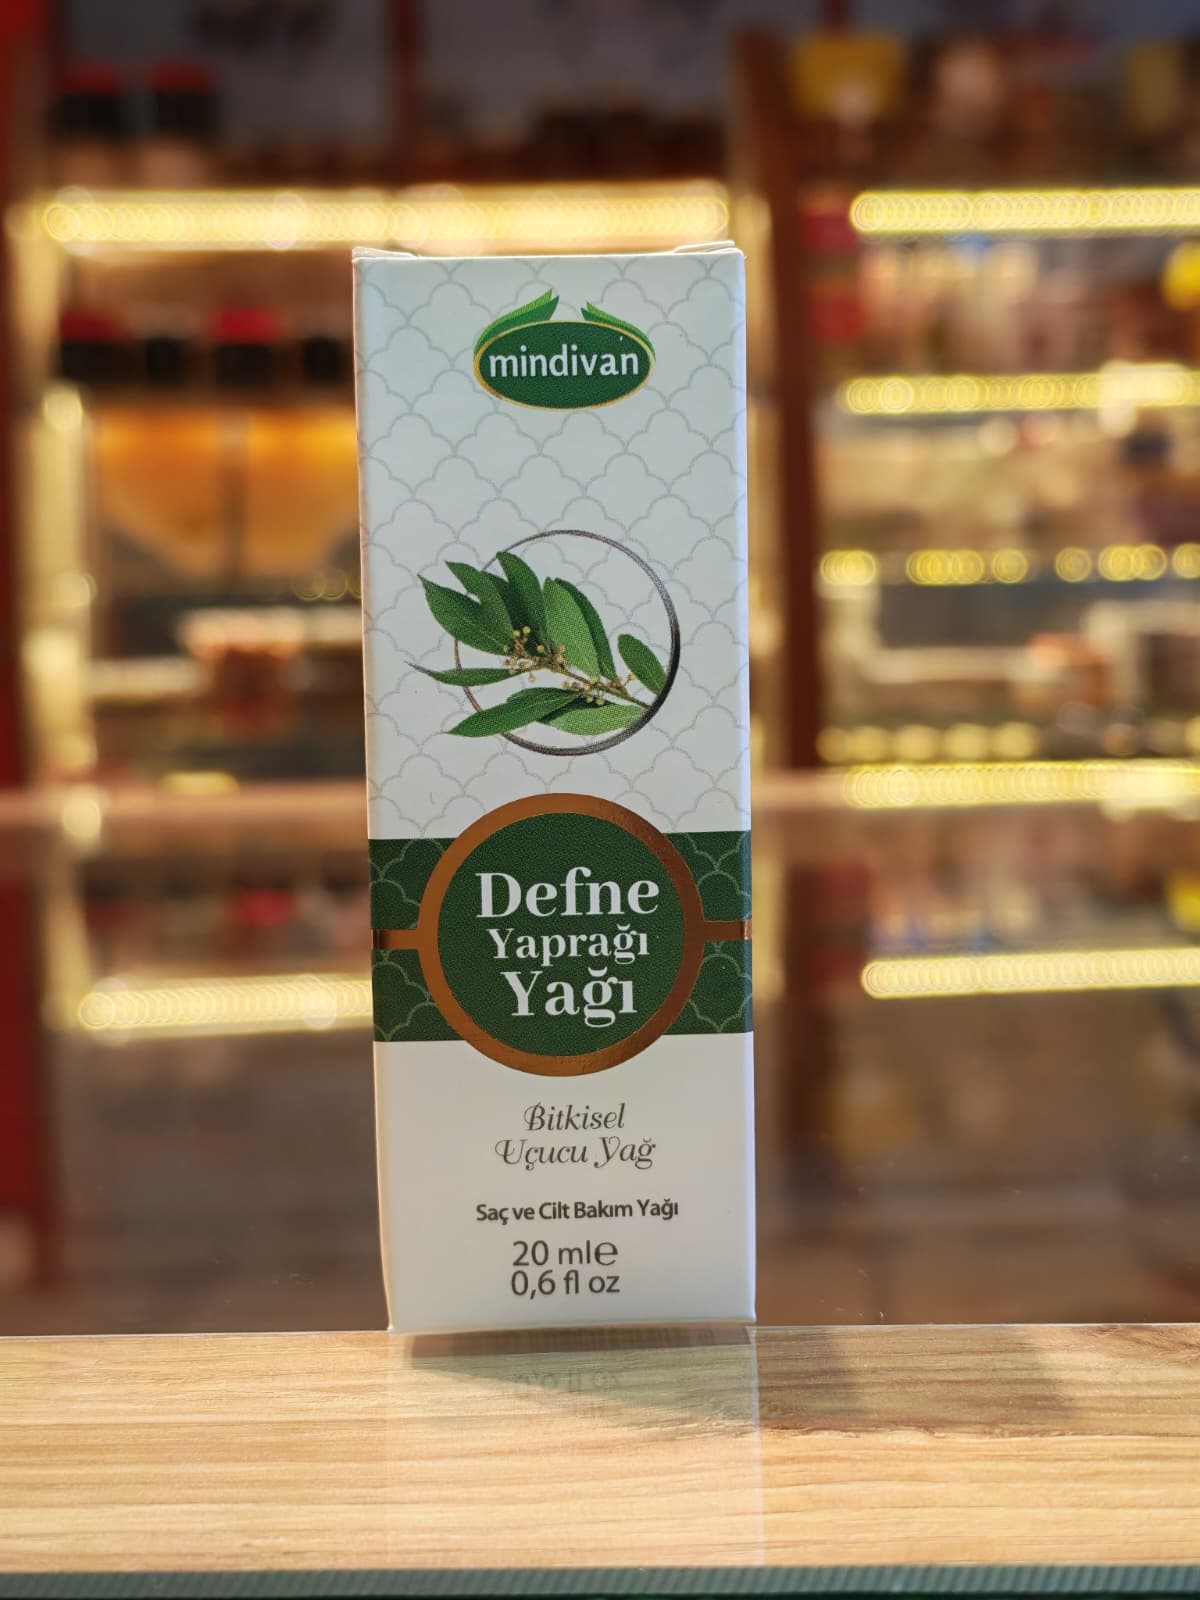 mindivan
Defne
Yaprağı
Yağı
Bitkisel
Uçucu Yağ
Saç ve Cilt Bakım Yağı
20 ml℮
0,6 fl oz